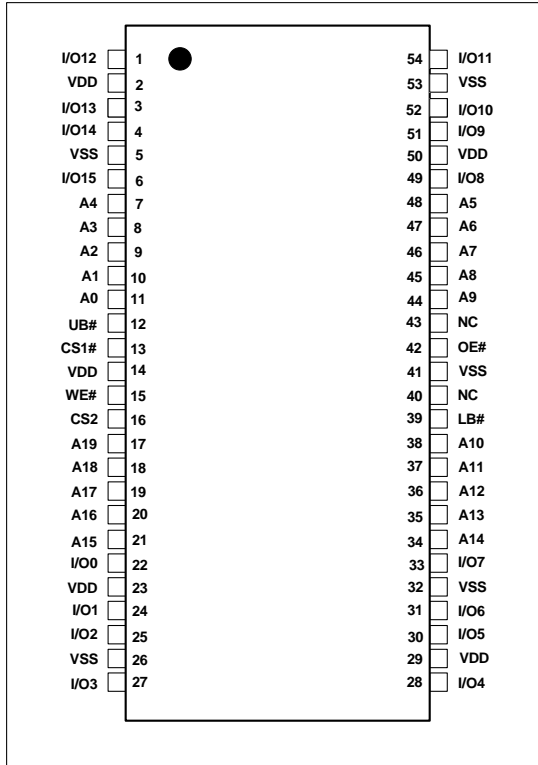 I/O12 1 54 I/O11
VDD 2 53 VSS
I/O13 3 52 I/O10
I/O14 4 51 I/O9
VSS 5 50 VDD
I/O15 6 49 I/O8
A4 7 48 A5
A3 8 47 A6
A2 9 46 A7
A1 10 45 A8
A0 11 44 A9
UB# 12 43 NC
CS1# 13 42 OE#
VDD 14 41 VSS
WE# 15 40 NC
CS2 16 39 LB#
A19 17 38 A10
A18 18 37 A11
A17 19 36 A12
A16 20 35 A13
A15 21 34 A14
I/O0 22 33 I/O7
VDD 23 32 VSS
I/O1 24 31 I/O6
I/O2 25 30 I/O5
VSS 26 29 VDD
I/O3 27 28 I/O4